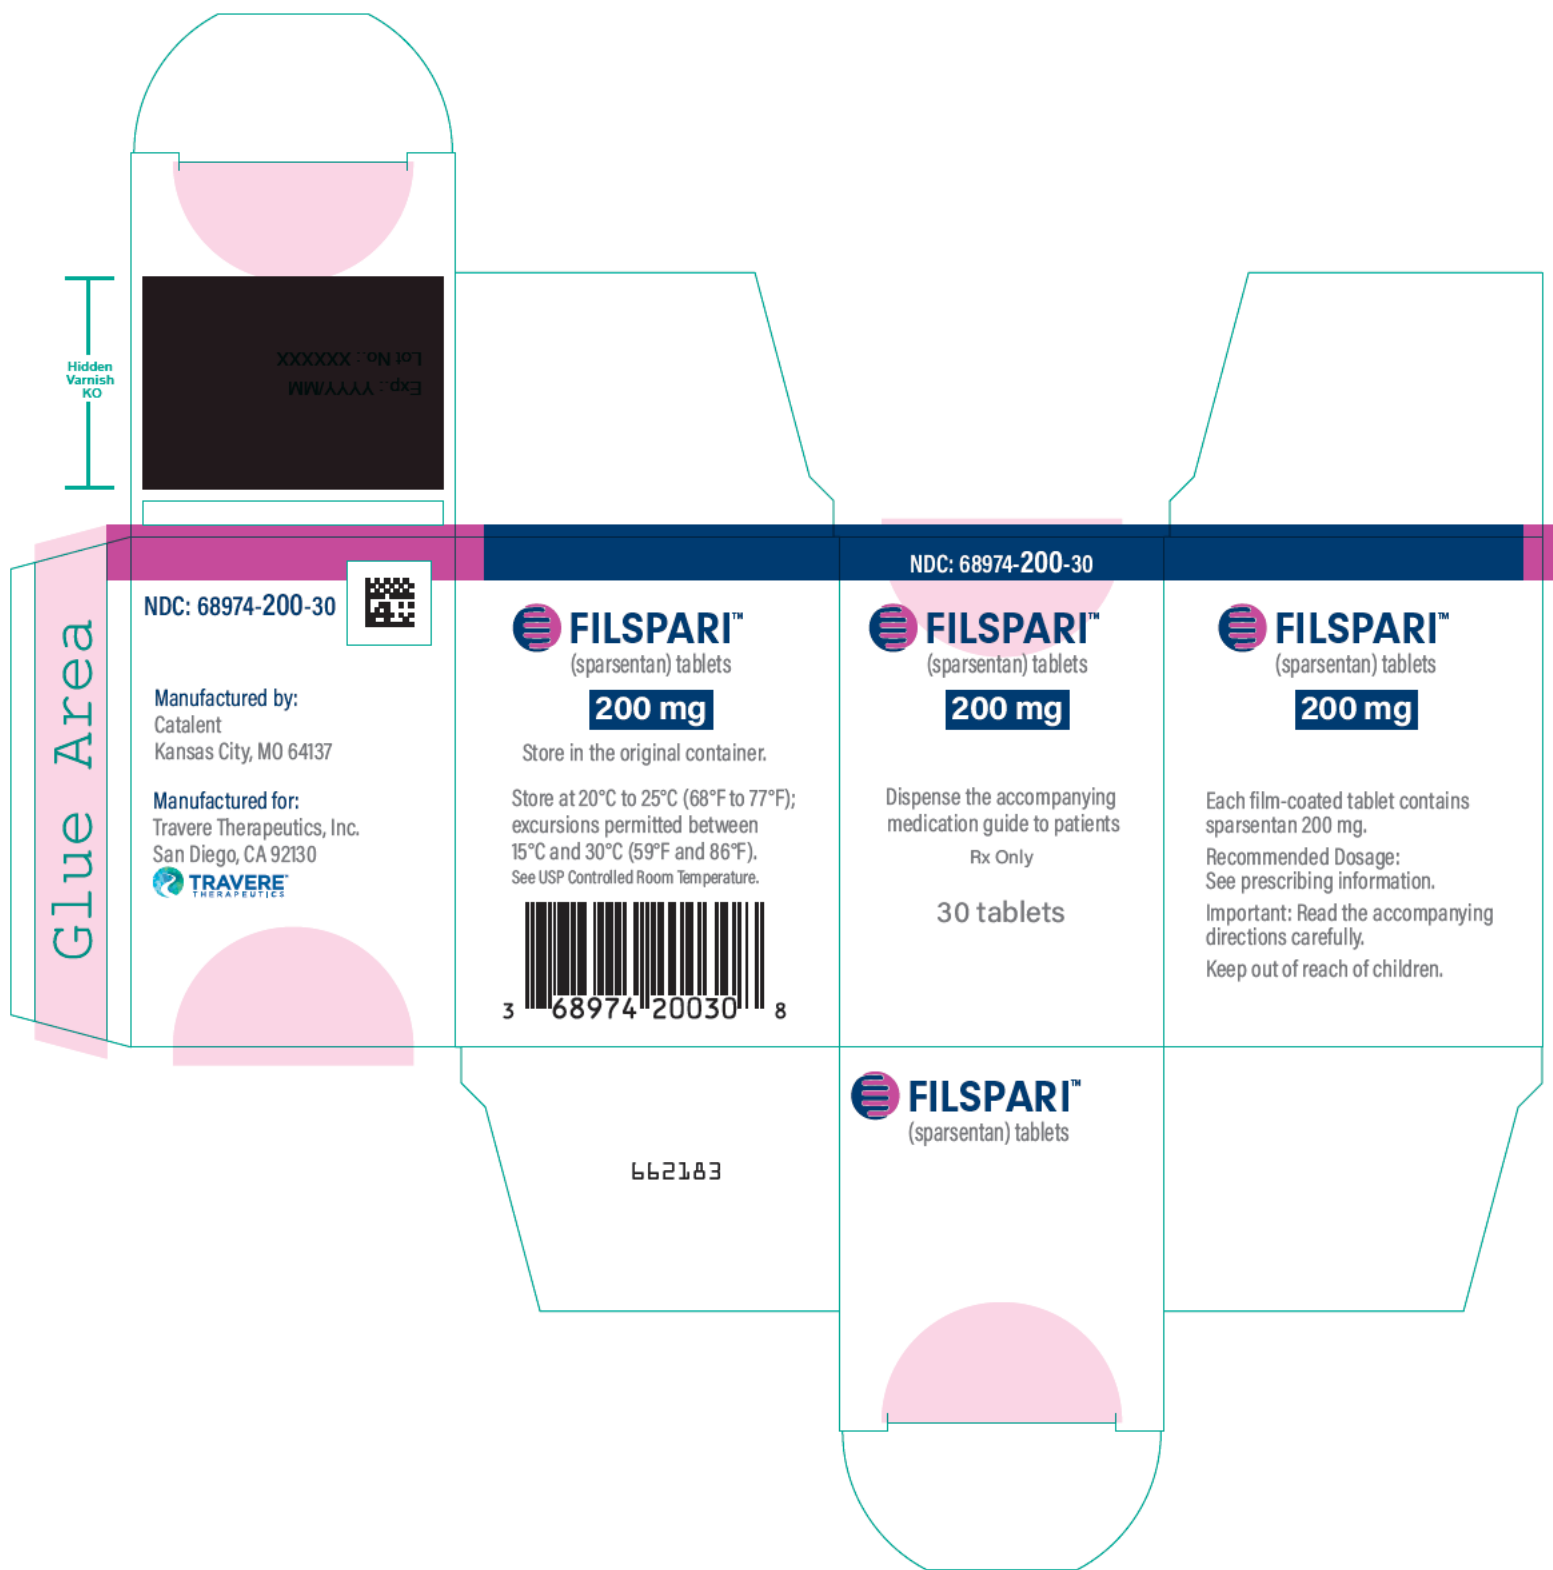 Hidden
Varnish
KO
Lot No.: XXXXXX
Exp.: YYYY/MM
Glue Area
NDC: 68974-200-30
Manufactured by:
Catalent
Kansas City, MO 64137
Manufactured for:
Travere Therapeutics, Inc.
San Diego, CA 92130
TRAVERE™
THERAPEUTICS
FILSPARI™
(sparsentan) tablets
200 mg
Store in the original container.
Store at 20°C to 25°C (68°F to 77°F);
excursions permitted between
15°C and 30°C (59°F and 86°F).
See USP Controlled Room Temperature.
3 68974 20030 8
662183
NDC: 68974-200-30
FILSPARI™
(sparsentan) tablets
200 mg
Dispense the accompanying
medication guide to patients
Rx Only
30 tablets
FILSPARI™
(sparsentan) tablets
FILSPARI™
(sparsentan) tablets
200 mg
Each film-coated tablet contains
sparsentan 200 mg.
Recommended Dosage:
See prescribing information.
Important: Read the accompanying
directions carefully.
Keep out of reach of children.